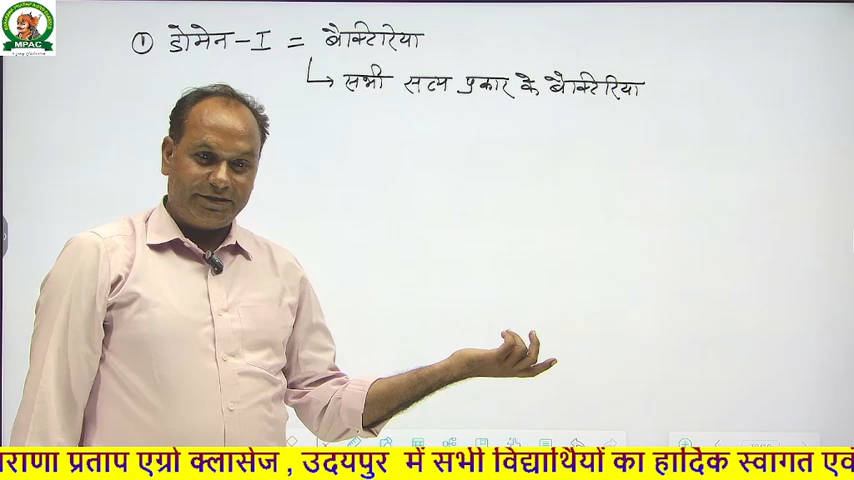 MPAC
① डोमेन - I = बैक्टिरिया
↳ सभी सत्य प्रकार के बैक्टिरिया
ाराणा प्रताप एग्रो क्लासेज , उदयपुर में सभी विद्यार्थियों का हार्दिक स्वागत एवं